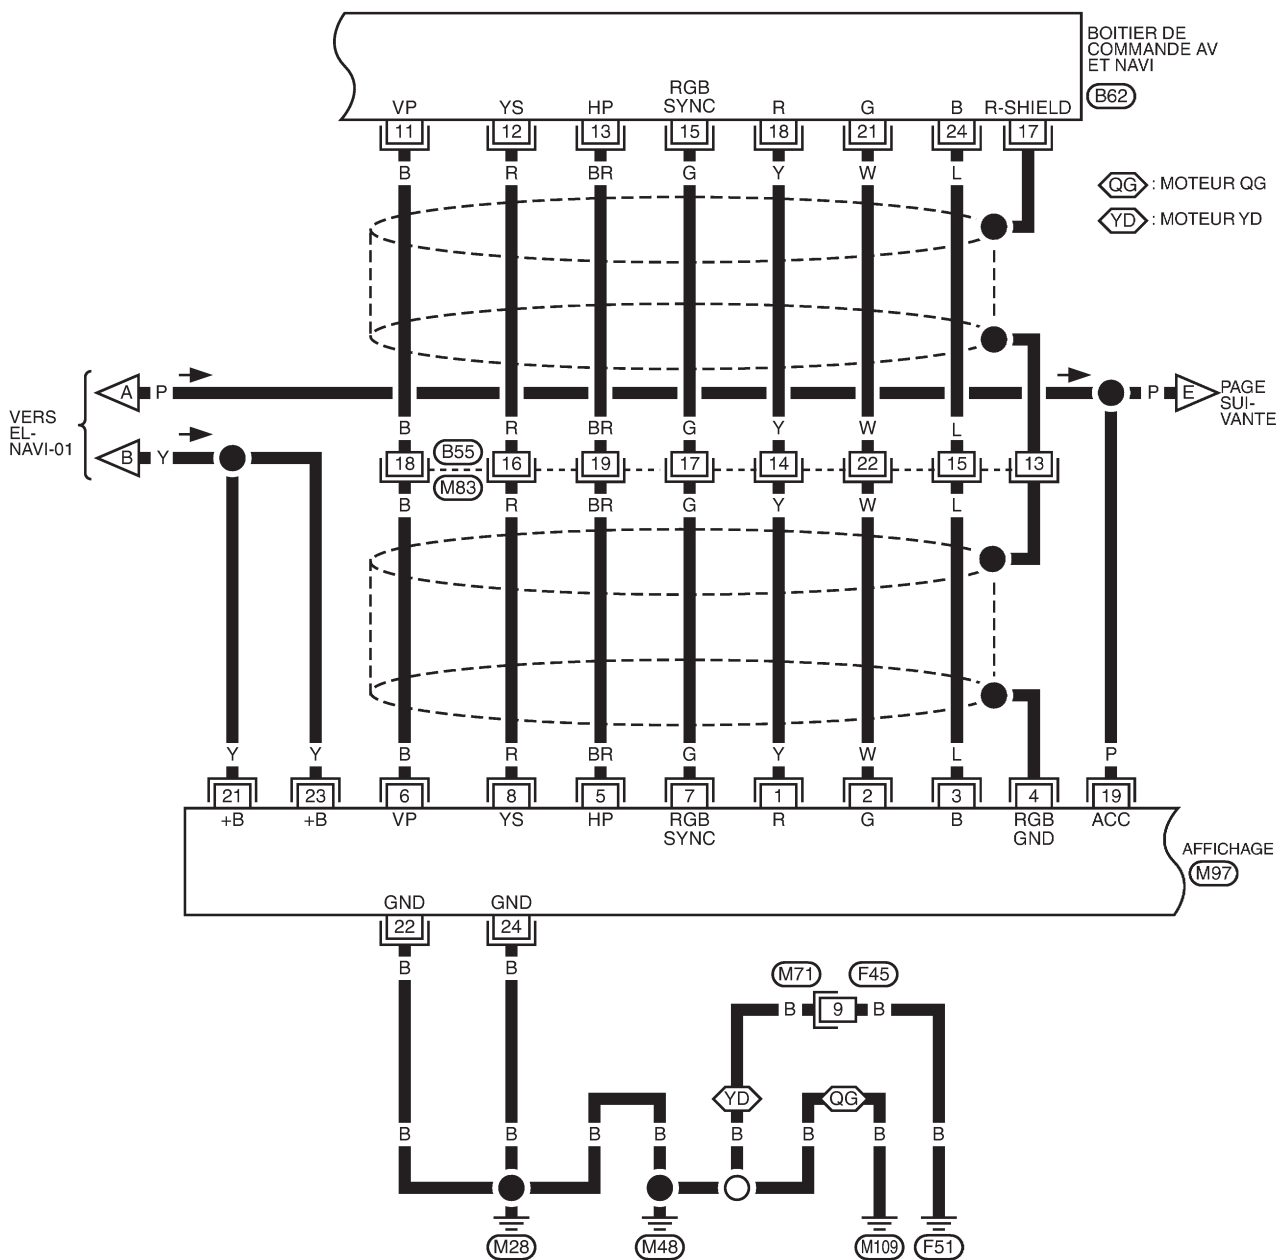 BOITIER DE
COMMANDE AV
ET NAVI
B62
VP YS HP RGB SYNC R G B R-SHIELD
11 12 13 15 18 21 24 17
B R BR G Y W L
QG : MOTEUR QG
YD : MOTEUR YD
VERS
EL-
NAVI-01
A P
P E
PAGE
SUI-
VANTE
B Y
B R BR G Y W L
B55
18 16 19 17 14 22 15 13
M83
B R BR G Y W L
Y Y B R BR G Y W L P
21 23 6 8 5 7 1 2 3 4 19
+B +B VP YS HP RGB SYNC R G B RGB GND ACC
AFFICHAGE
M97
GND GND
22 24
B B
M71 F45
B 9 B
YD QG
B B B B B B B B
M28 M48 M109 F51